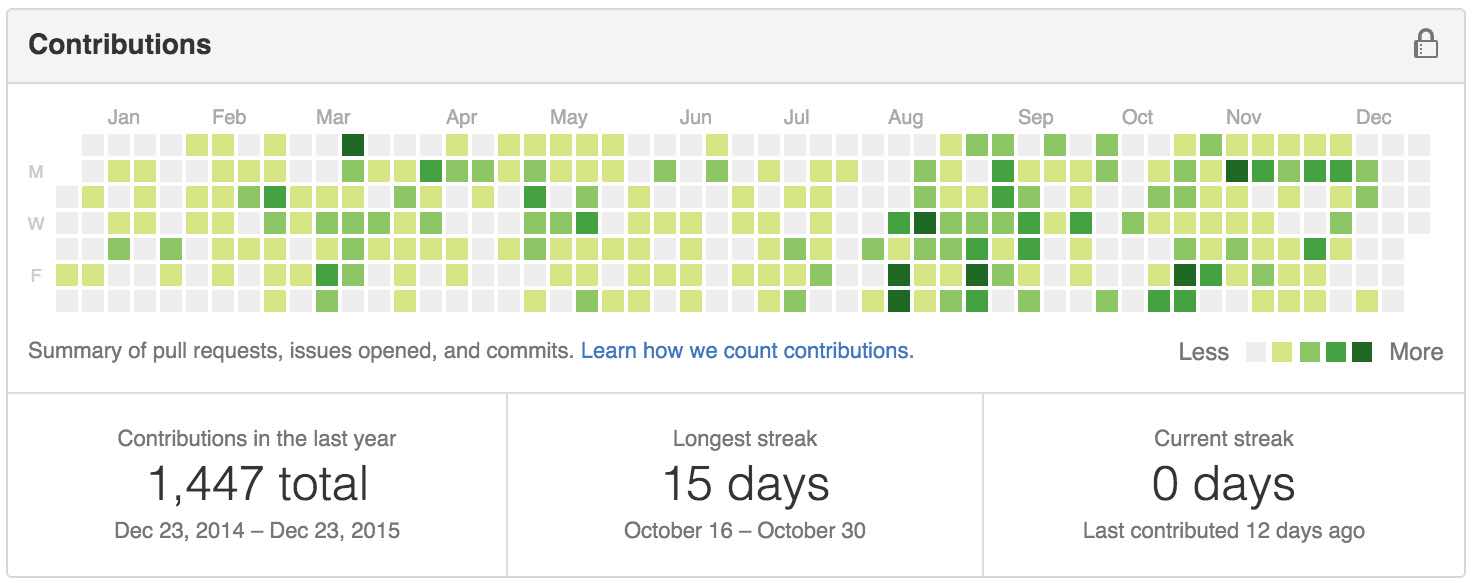 Contributions
Jan Feb Mar Apr May Jun Jul Aug Sep Oct Nov Dec
M
W
F
Summary of pull requests, issues opened, and commits. Learn how we count contributions. Less More
Contributions in the last year Longest streak Current streak
1,447 total 15 days 0 days
Dec 23, 2014 – Dec 23, 2015 October 16 – October 30 Last contributed 12 days ago